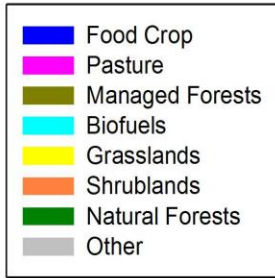 Food Crop
Pasture
Managed Forests
Biofuels
Grasslands
Shrublands
Natural Forests
Other